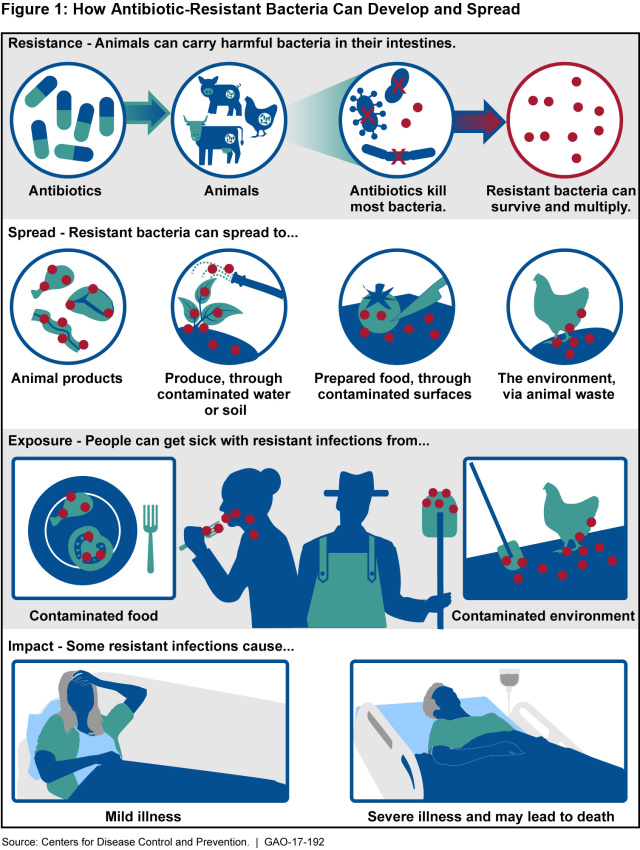 Figure 1: How Antibiotic-Resistant Bacteria Can Develop and Spread
Resistance - Animals can carry harmful bacteria in their intestines.
Antibiotics
Animals
Antibiotics kill
most bacteria.
Resistant bacteria can
survive and multiply.
Spread - Resistant bacteria can spread to...
Animal products
Produce, through
contaminated water
or soil
Prepared food, through
contaminated surfaces
The environment,
via animal waste
Exposure - People can get sick with resistant infections from...
Contaminated food
Contaminated environment
Impact - Some resistant infections cause...
Mild illness
Severe illness and may lead to death
Source: Centers for Disease Control and Prevention. | GAO-17-192